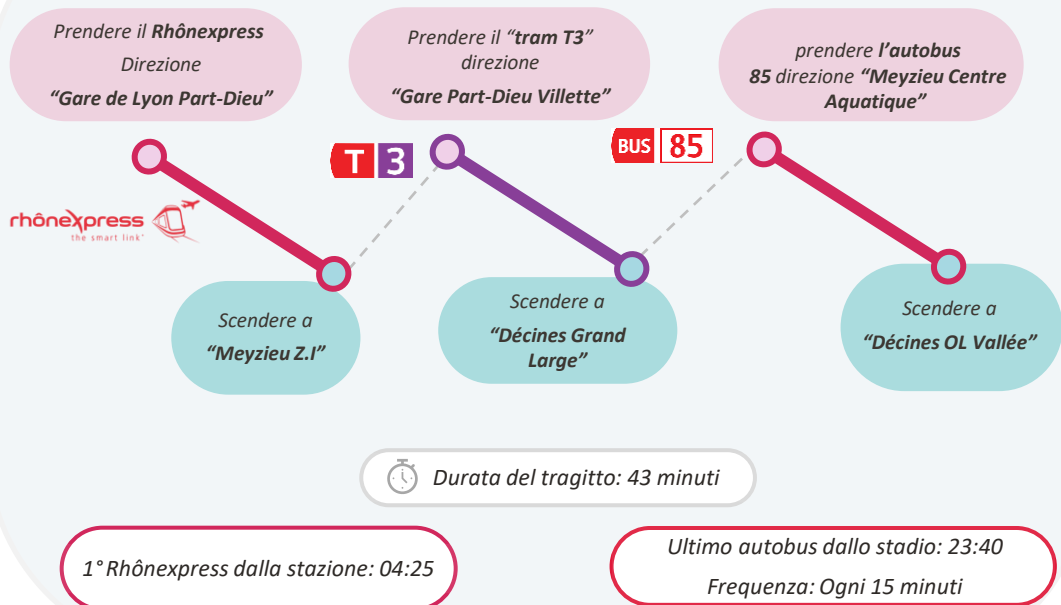 Prendere il Rhônexpress
Direzione
“Gare de Lyon Part-Dieu”
Prendere il “tram T3”
direzione
“Gare Part-Dieu Villette”
prendere l’autobus
85 direzione “Meyzieu Centre
Aquatique”
T 3
BUS 85
rhônexpress
the smart link
Scendere a
“Meyzieu Z.I”
Scendere a
“Décines Grand
Large”
Scendere a
“Décines OL Vallée”
Durata del tragitto: 43 minuti
1° Rhônexpress dalla stazione: 04:25
Ultimo autobus dallo stadio: 23:40
Frequenza: Ogni 15 minuti